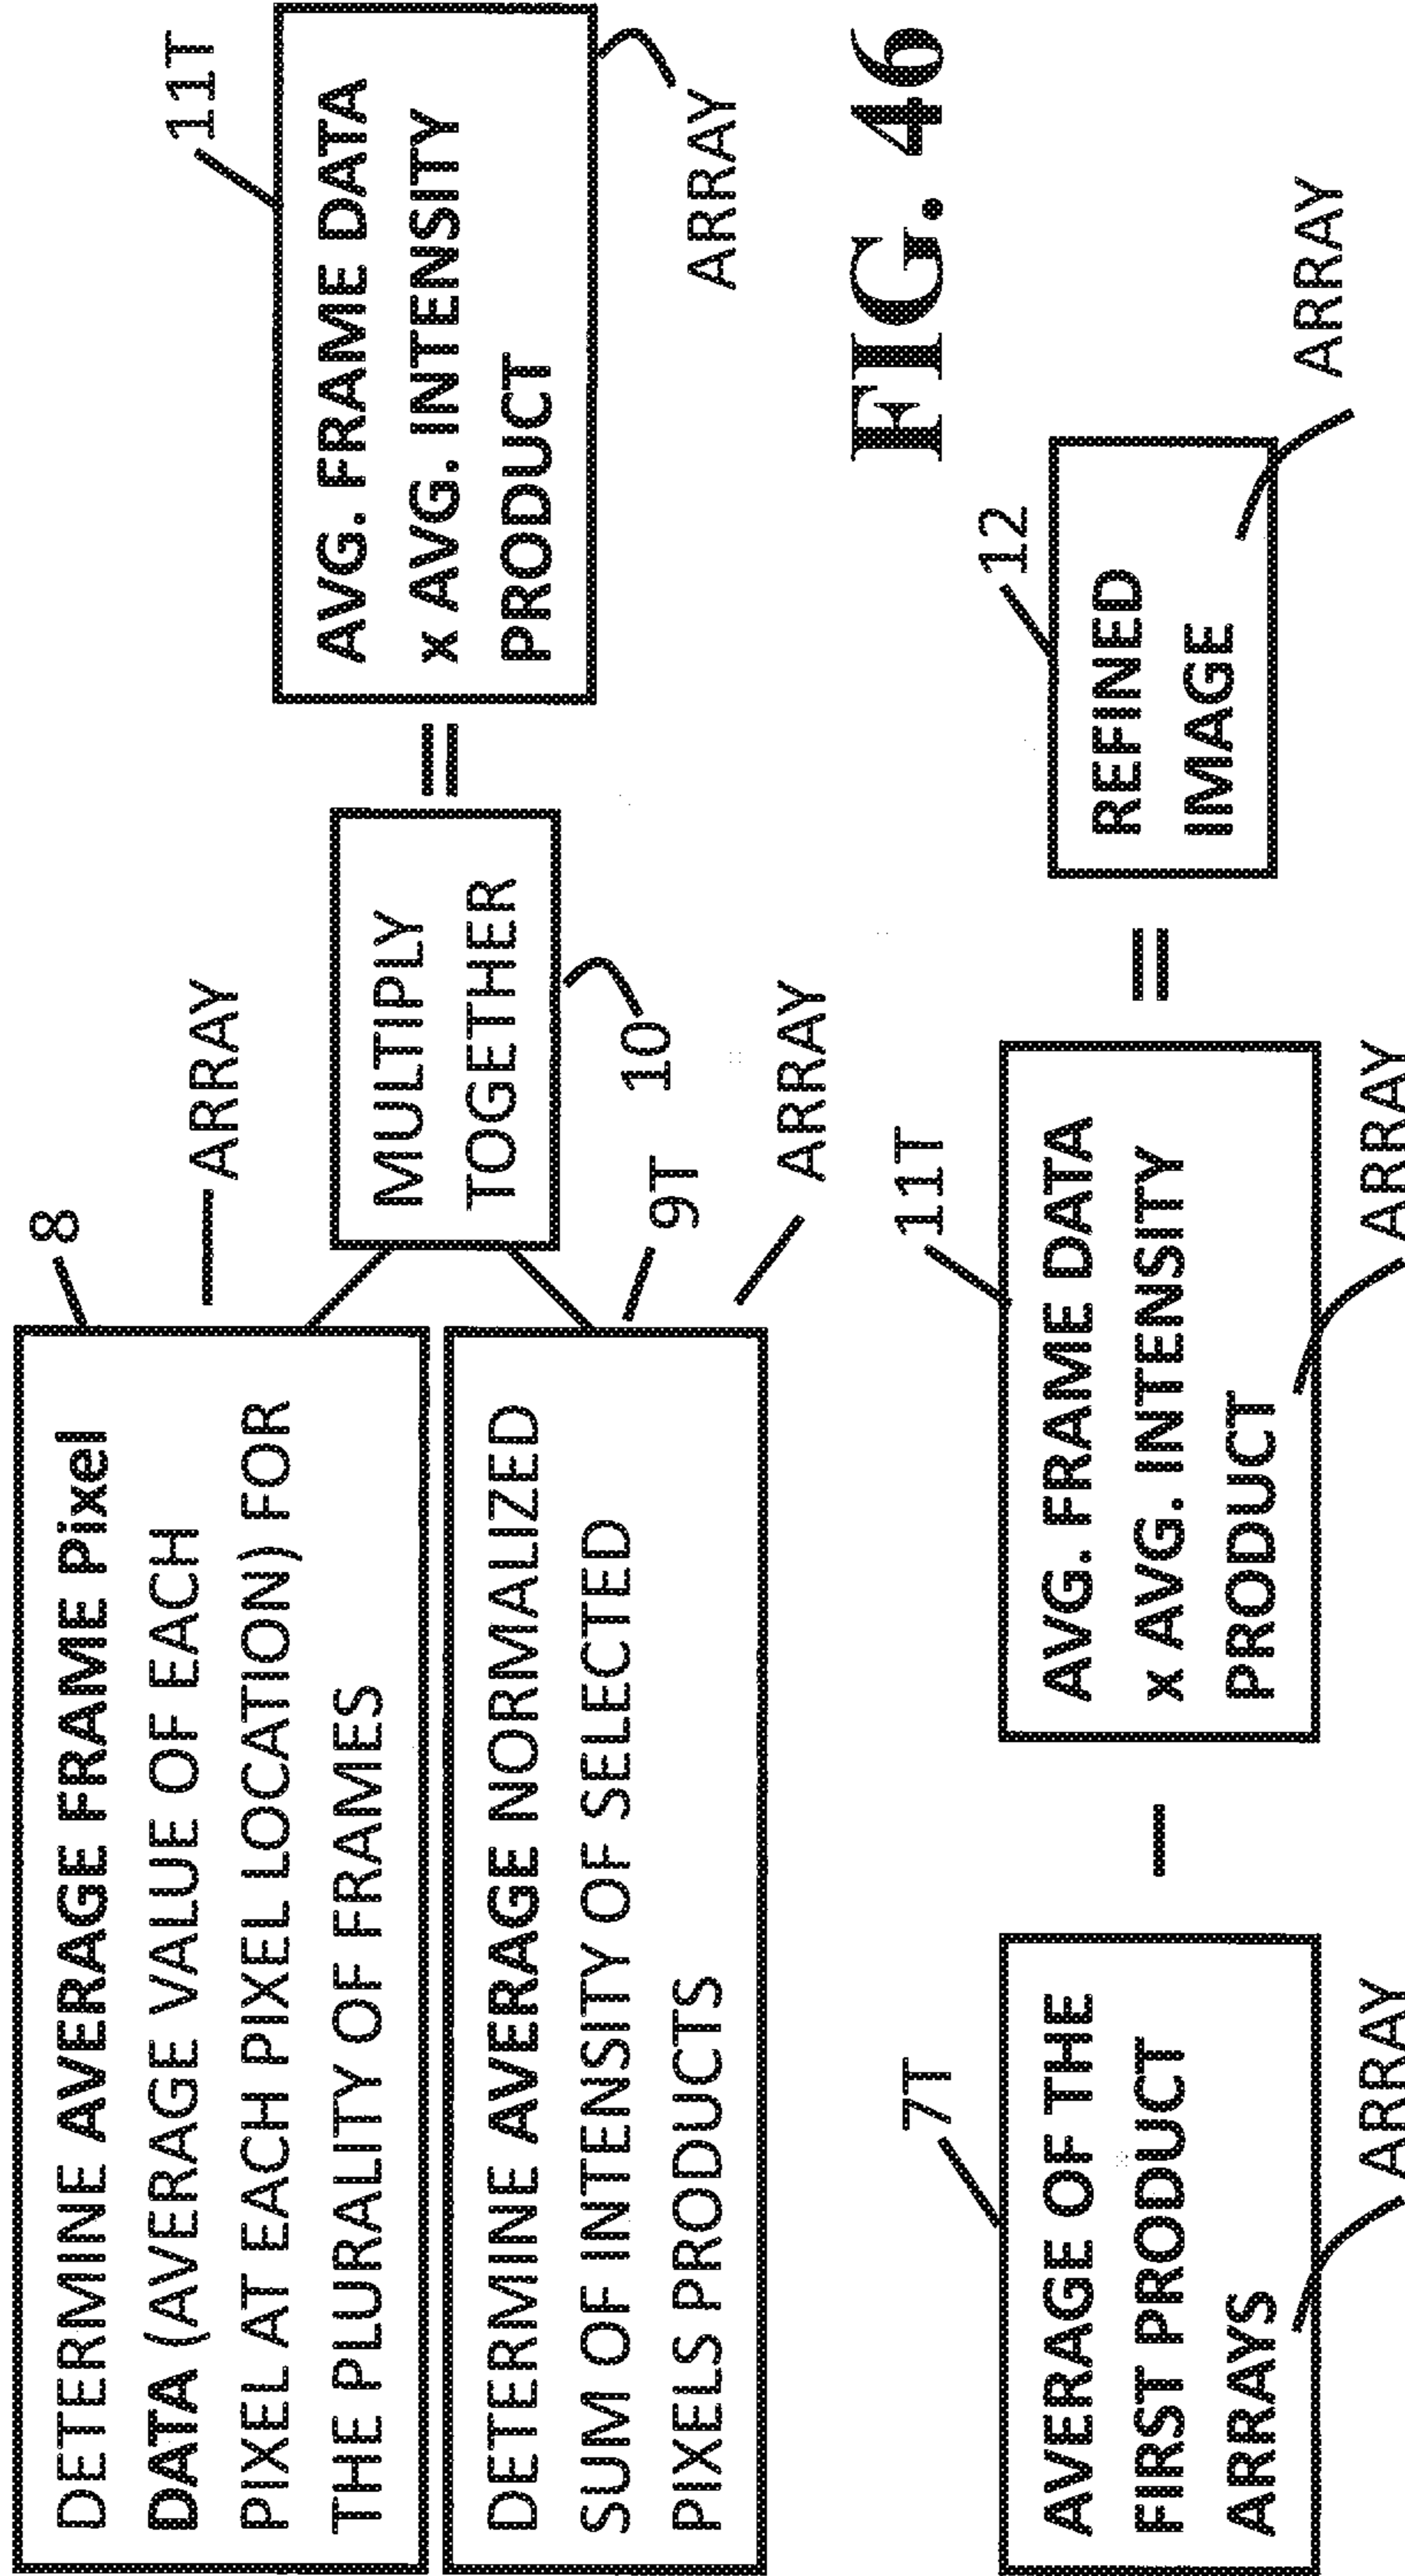 8
DETERMINE AVERAGE FRAME Pixel
DATA (AVERAGE VALUE OF EACH
PIXEL AT EACH PIXEL LOCATION) FOR
THE PLURALITY OF FRAMES
ARRAY
DETERMINE AVERAGE NORMALIZED
SUM OF INTENSITY OF SELECTED
PIXELS PRODUCTS
9T
ARRAY
MULTIPLY
TOGETHER
10
=
11T
AVG. FRAME DATA
x AVG. INTENSITY
PRODUCT
ARRAY
FIG. 46
7T
AVERAGE OF THE
FIRST PRODUCT
ARRAYS
ARRAY
–
11T
AVG. FRAME DATA
x AVG. INTENSITY
PRODUCT
ARRAY
=
12
REFINED
IMAGE
ARRAY